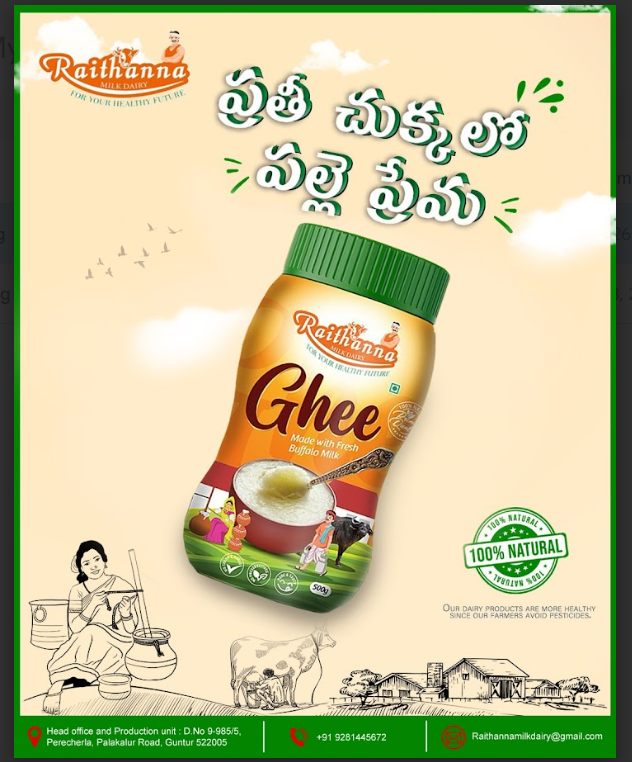 Raithanna
MILK DAIRY
FOR YOUR HEALTHY FUTURE
ప్రతీ చుక్కలో
పల్లె ప్రేమ
Raithanna
MILK DAIRY
FOR YOUR HEALTHY FUTURE
Ghee
Made with Fresh
Buffalo Milk
500g
100% NATURAL
100% NATURAL
100% NATURAL
OUR DAIRY PRODUCTS ARE MORE HEALTHY
SINCE OUR FARMERS AVOID PESTICIDES.
Head office and Production unit : D.No 9-985/5,
Perecherla, Palakalur Road, Guntur 522005
+91 9281445672
Raithannamilkdairy@gmail.com